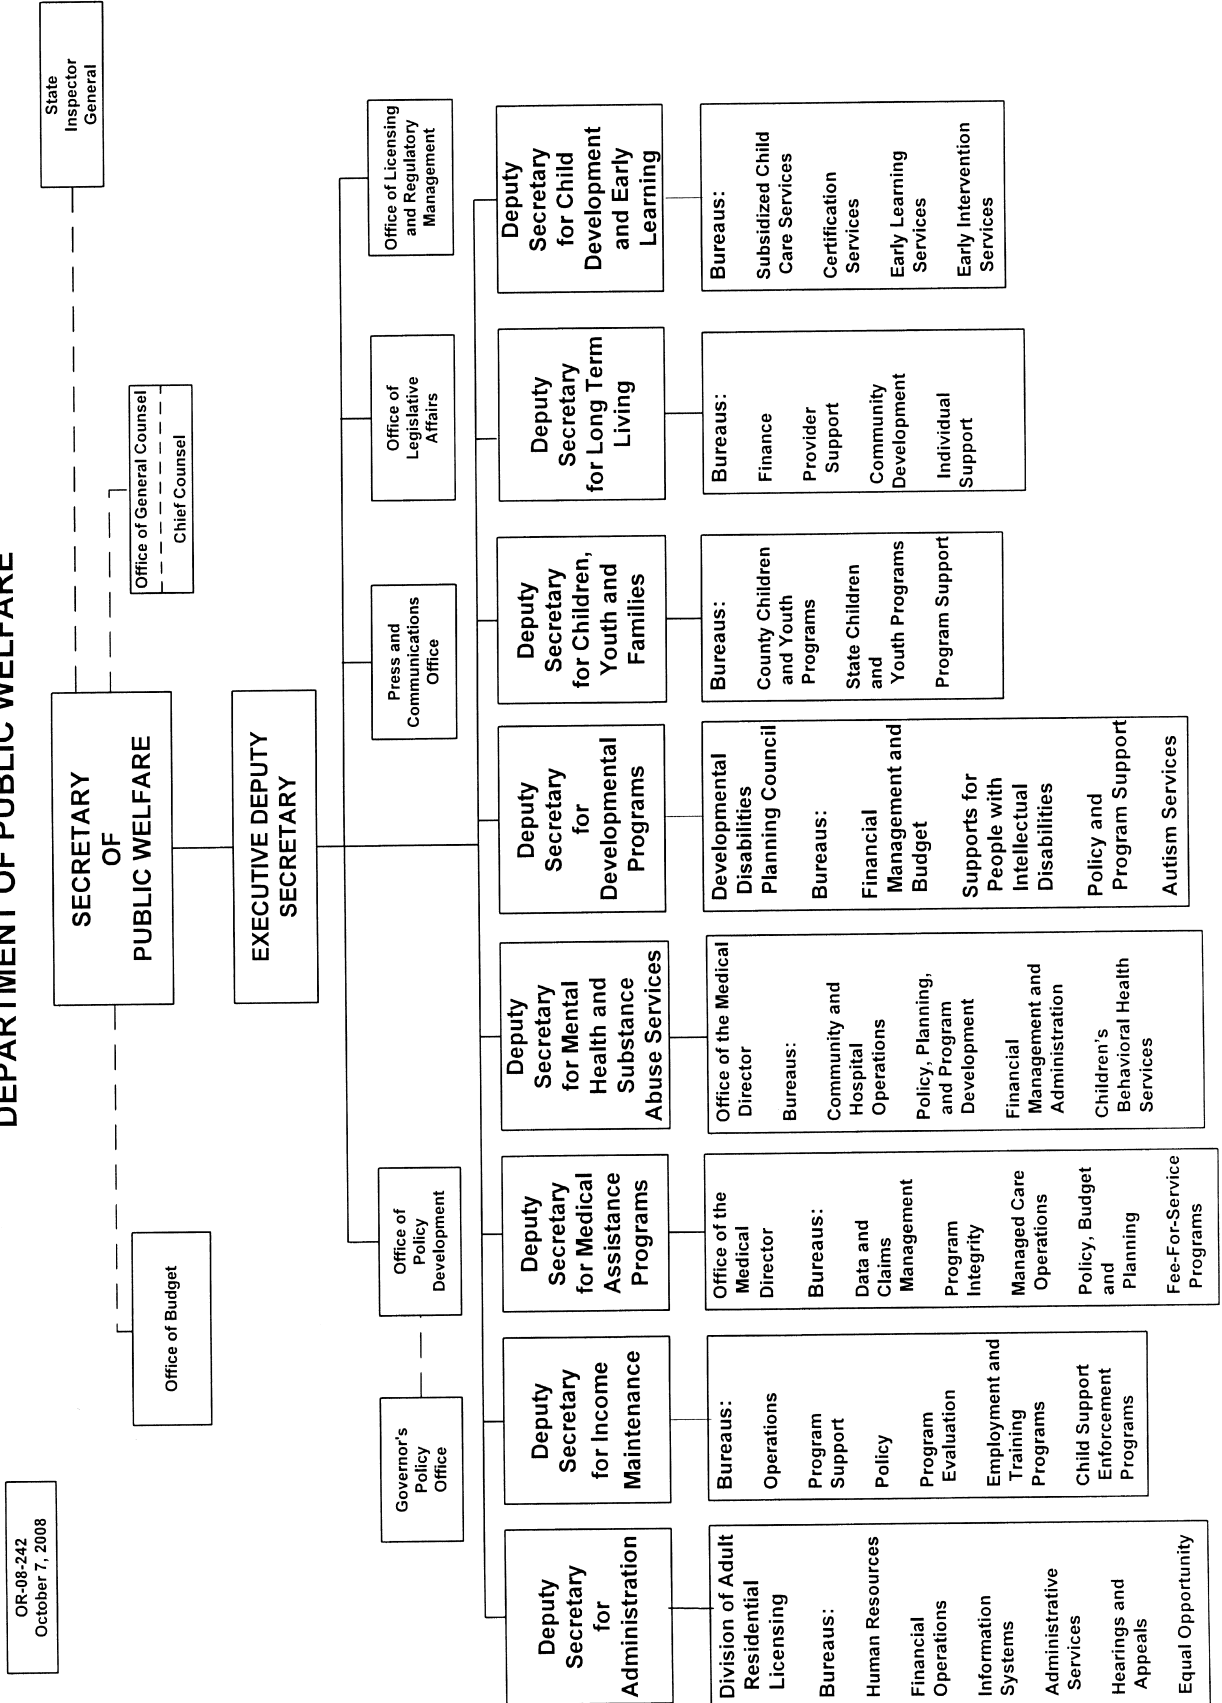 OR-08-242
October 7, 2008
DEPARTMENT OF PUBLIC WELFARE
State
Inspector
General
SECRETARY
OF
PUBLIC WELFARE
Office of General Counsel
Chief Counsel
Office of Budget
EXECUTIVE DEPUTY
SECRETARY
Governor's
Policy
Office
Office of
Policy
Development
Press and
Communications
Office
Office of
Legislative
Affairs
Office of Licensing
and Regulatory
Management
Deputy
Secretary
for
Administration
Division of Adult
Residential
Licensing
Bureaus:
Human Resources
Financial
Operations
Information
Systems
Administrative
Services
Hearings and
Appeals
Equal Opportunity
Deputy
Secretary
for Income
Maintenance
Bureaus:
Operations
Program
Support
Policy
Program
Evaluation
Employment and
Training
Programs
Child Support
Enforcement
Programs
Deputy
Secretary
for Medical
Assistance
Programs
Office of the
Medical
Director
Bureaus:
Data and
Claims
Management
Program
Integrity
Managed Care
Operations
Policy, Budget
and
Planning
Fee-For-Service
Programs
Deputy
Secretary
for Mental
Health and
Substance
Abuse Services
Office of the Medical
Director
Bureaus:
Community and
Hospital
Operations
Policy, Planning,
and Program
Development
Financial
Management and
Administration
Children's
Behavioral Health
Services
Deputy
Secretary
for
Developmental
Programs
Developmental
Disabilities
Planning Council
Bureaus:
Financial
Management and
Budget
Supports for
People with
Intellectual
Disabilities
Policy and
Program Support
Autism Services
Deputy
Secretary
for Children,
Youth and
Families
Bureaus:
County Children
and Youth
Programs
State Children
and
Youth Programs
Program Support
Deputy
Secretary
for Long Term
Living
Bureaus:
Finance
Provider
Support
Community
Development
Individual
Support
Deputy
Secretary
for Child
Development
and Early
Learning
Bureaus:
Subsidized Child
Care Services
Certification
Services
Early Learning
Services
Early Intervention
Services